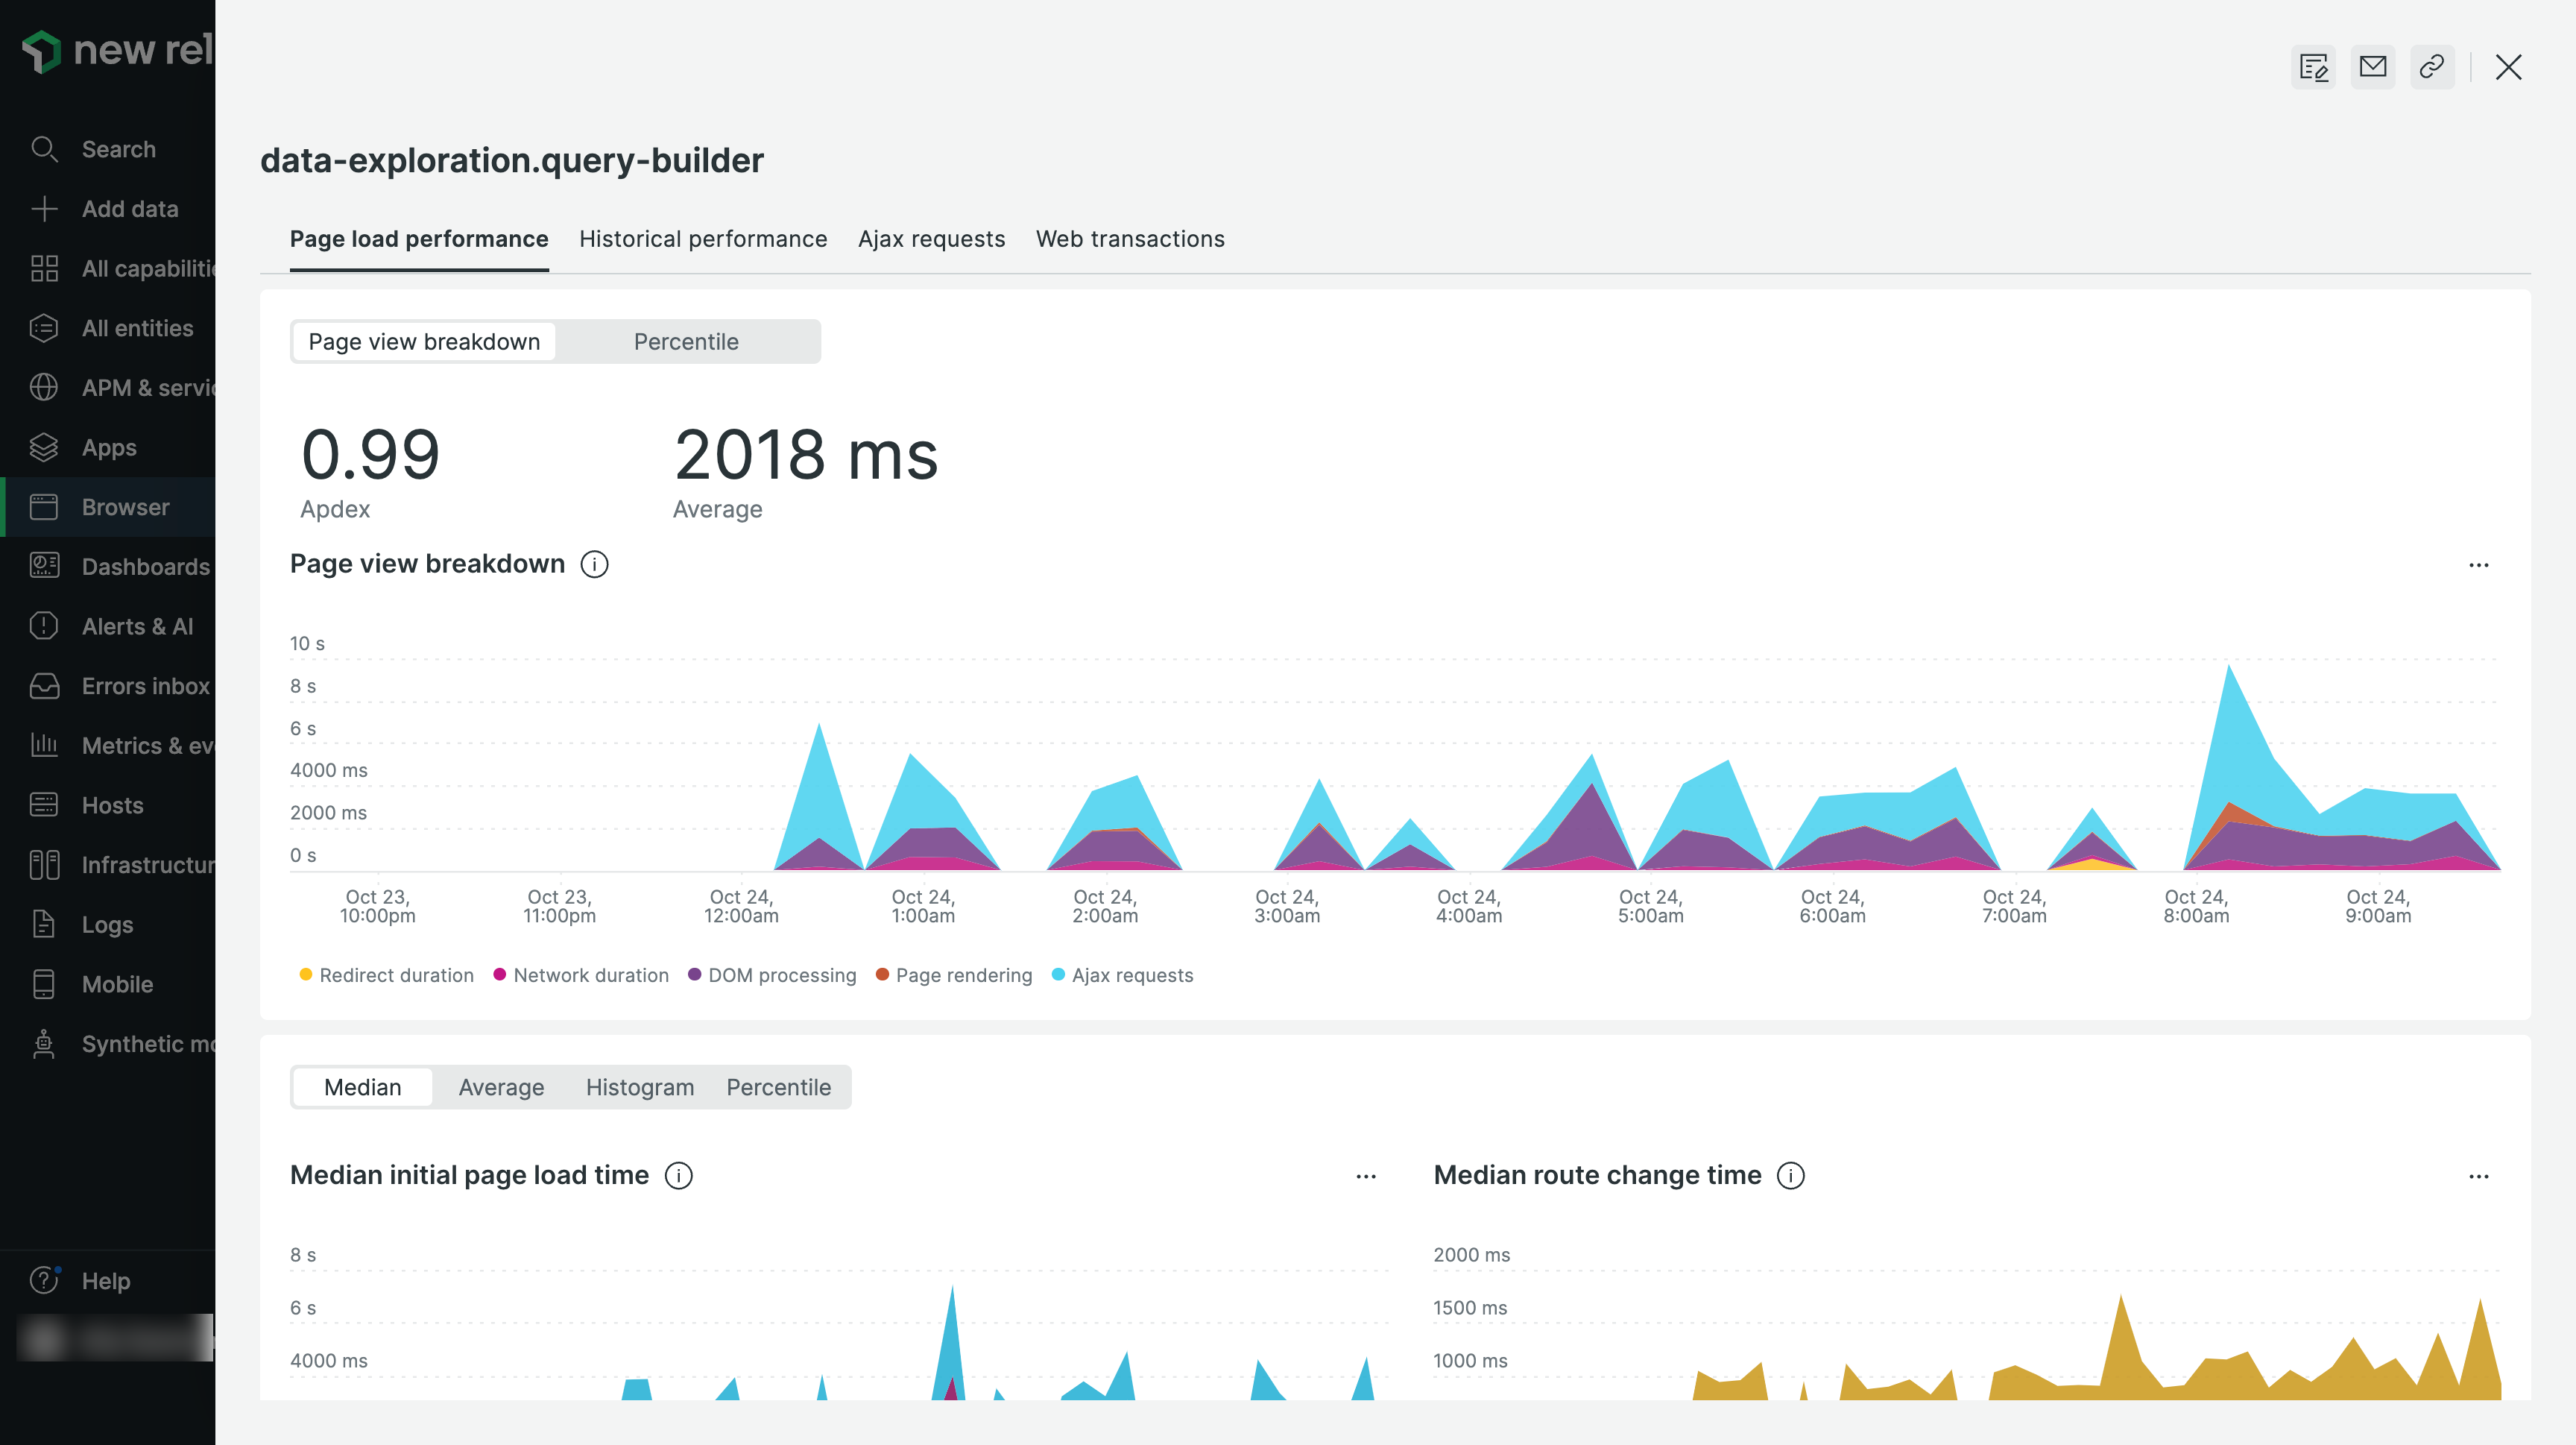 new rel
Search
Add data
All capabiliti
All entities
APM & servic
Apps
Browser
Dashboards
Alerts & AI
Errors inbox
Metrics & ev
Hosts
Infrastructur
Logs
Mobile
Synthetic mo
Help
data-exploration.query-builder
Page load performance Historical performance Ajax requests Web transactions
Page view breakdown Percentile
0.99 2018 ms
Apdex Average
Page view breakdown
10 s
8 s
6 s
4000 ms
2000 ms
0 s
Oct 23, Oct 23, Oct 24, Oct 24, Oct 24, Oct 24, Oct 24, Oct 24, Oct 24, Oct 24, Oct 24, Oct 24,
10:00pm 11:00pm 12:00am 1:00am 2:00am 3:00am 4:00am 5:00am 6:00am 7:00am 8:00am 9:00am
Redirect duration Network duration DOM processing Page rendering Ajax requests
Median Average Histogram Percentile
Median initial page load time
8 s
6 s
4000 ms
Median route change time
2000 ms
1500 ms
1000 ms